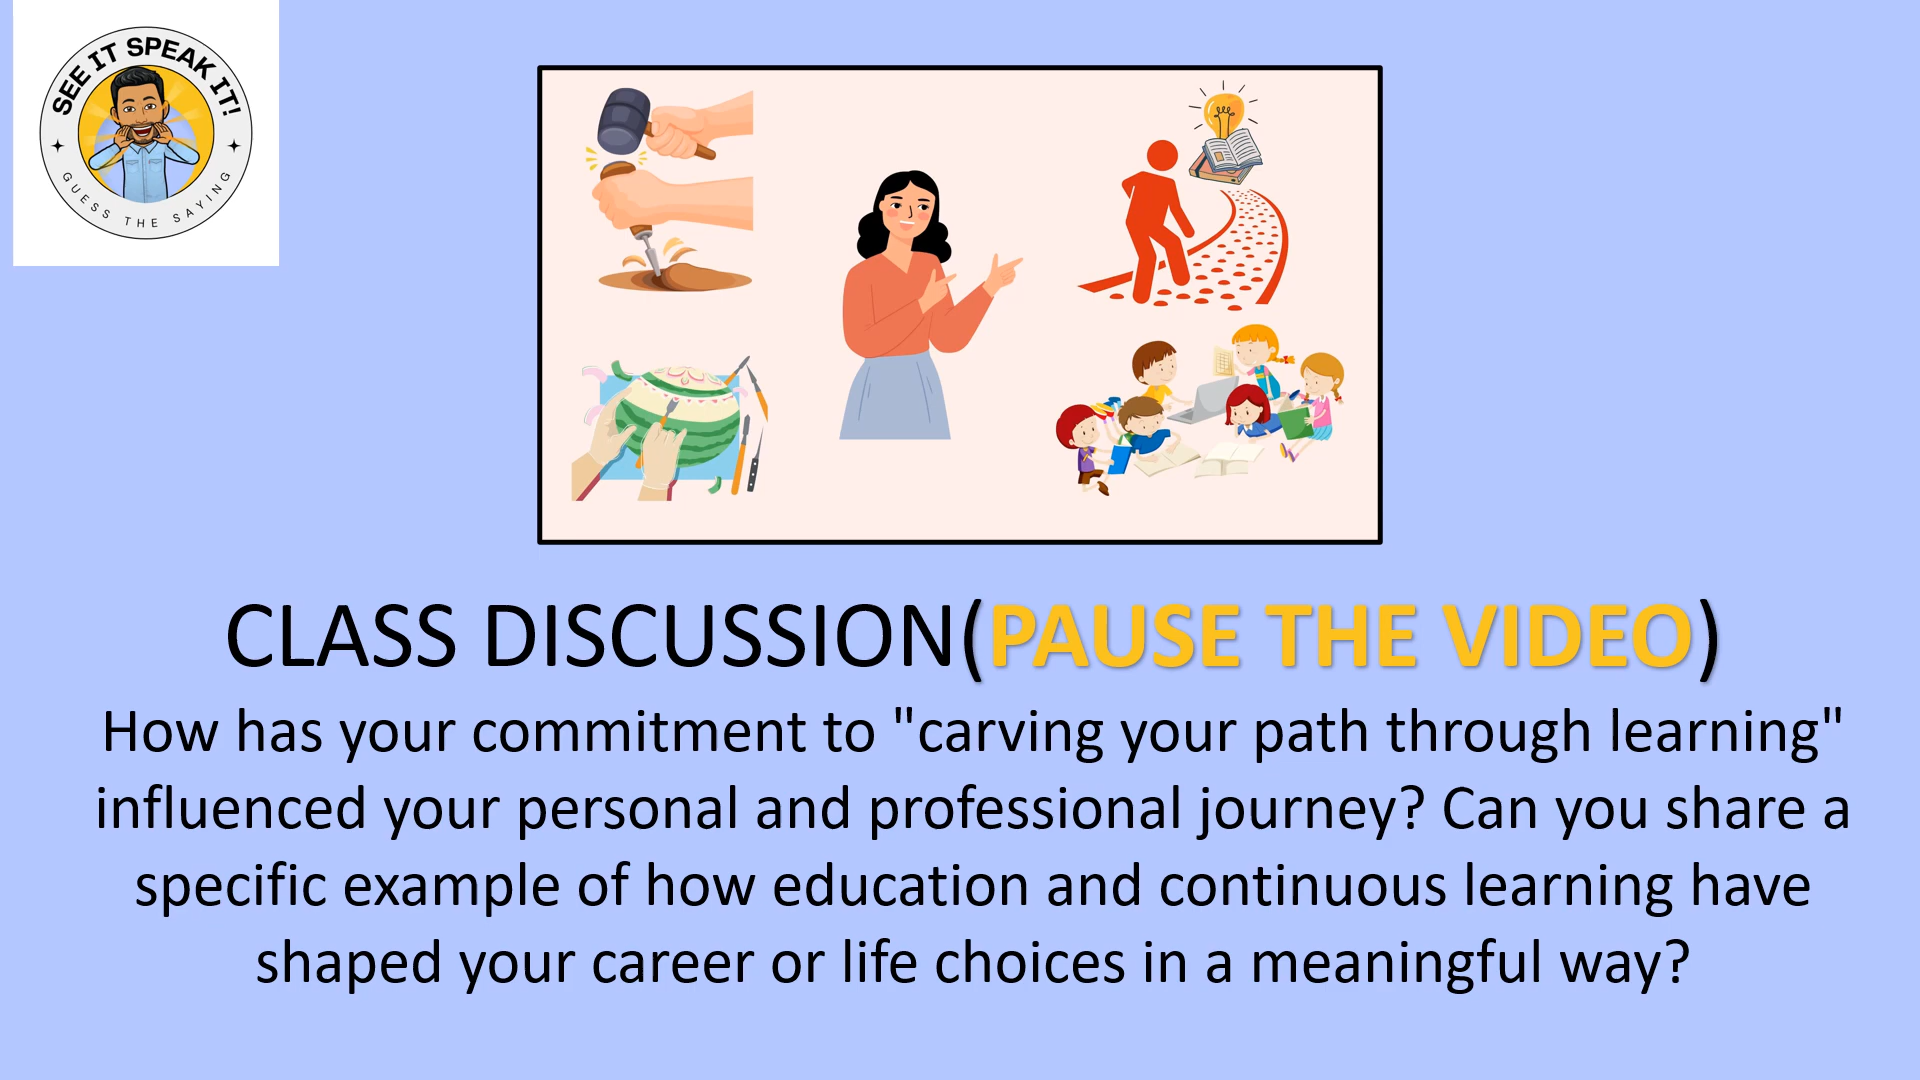 SEE IT SPEAK IT!
GUESS THE SAYING
CLASS DISCUSSION(PAUSE THE VIDEO)
How has your commitment to "carving your path through learning"
influenced your personal and professional journey? Can you share a
specific example of how education and continuous learning have
shaped your career or life choices in a meaningful way?